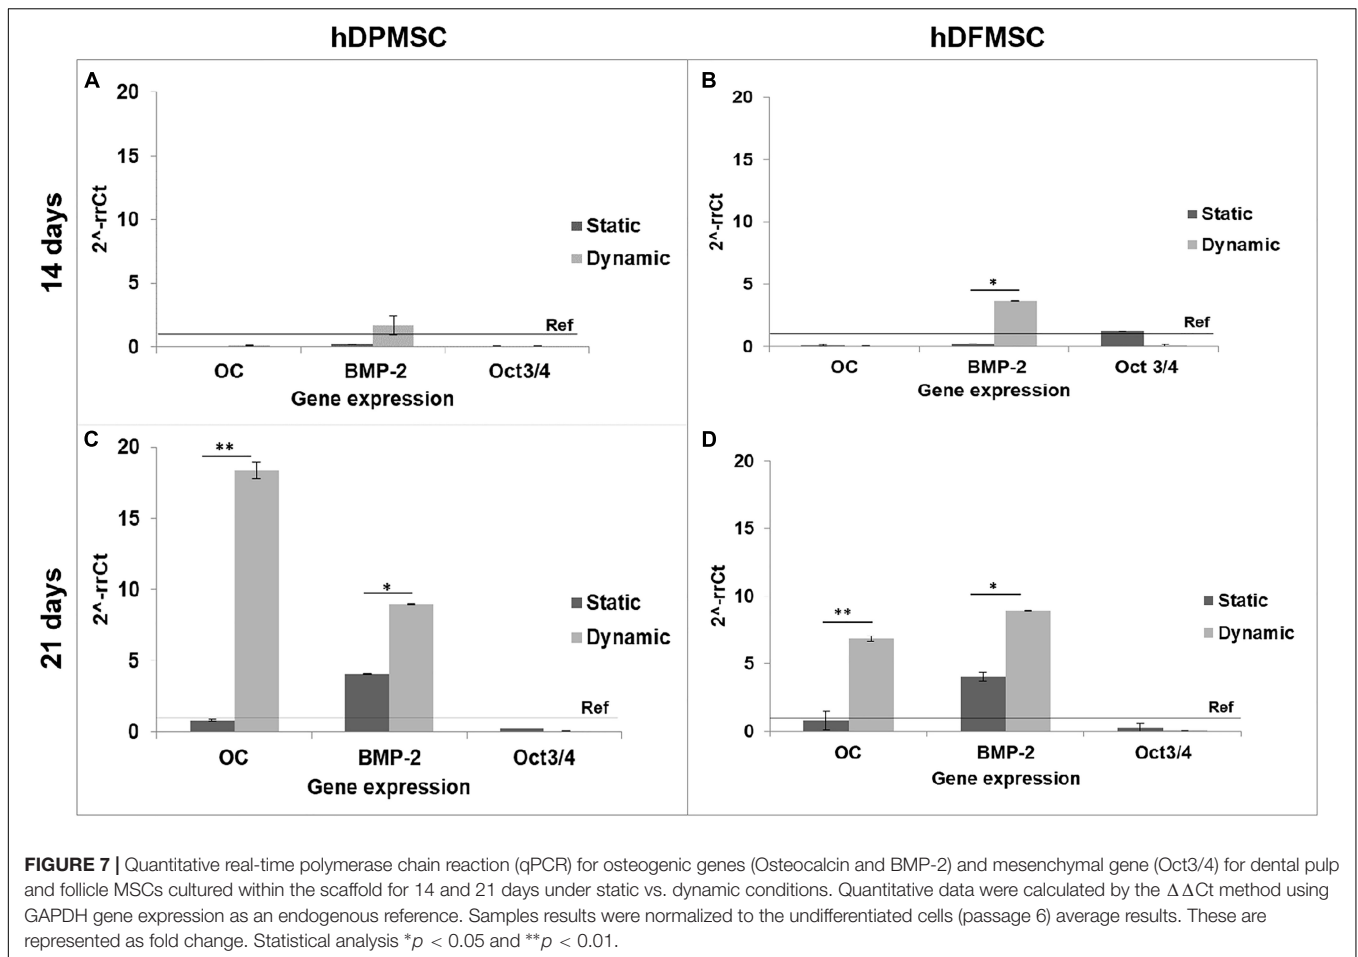 hDPMSC
hDFMSC
14 days
A
20
15
10
5
0
2^-rrCt
Static
Dynamic
Ref
OC BMP-2 Oct3/4
Gene expression
B
20
15
10
5
0
2^-rrCt
*
Static
Dynamic
Ref
OC BMP-2 Oct 3/4
Gene expression
21 days
C
20
15
10
5
0
2^-rrCt
**
*
Static
Dynamic
Ref
OC BMP-2 Oct3/4
Gene expression
D
20
15
10
5
0
2^-rrCt
**
*
Static
Dynamic
Ref
OC BMP-2 Oct3/4
Gene expression
FIGURE 7 | Quantitative real-time polymerase chain reaction (qPCR) for osteogenic genes (Osteocalcin and BMP-2) and mesenchymal gene (Oct3/4) for dental pulp
and follicle MSCs cultured within the scaffold for 14 and 21 days under static vs. dynamic conditions. Quantitative data were calculated by the ΔΔCt method using
GAPDH gene expression as an endogenous reference. Samples results were normalized to the undifferentiated cells (passage 6) average results. These are
represented as fold change. Statistical analysis *p < 0.05 and **p < 0.01.